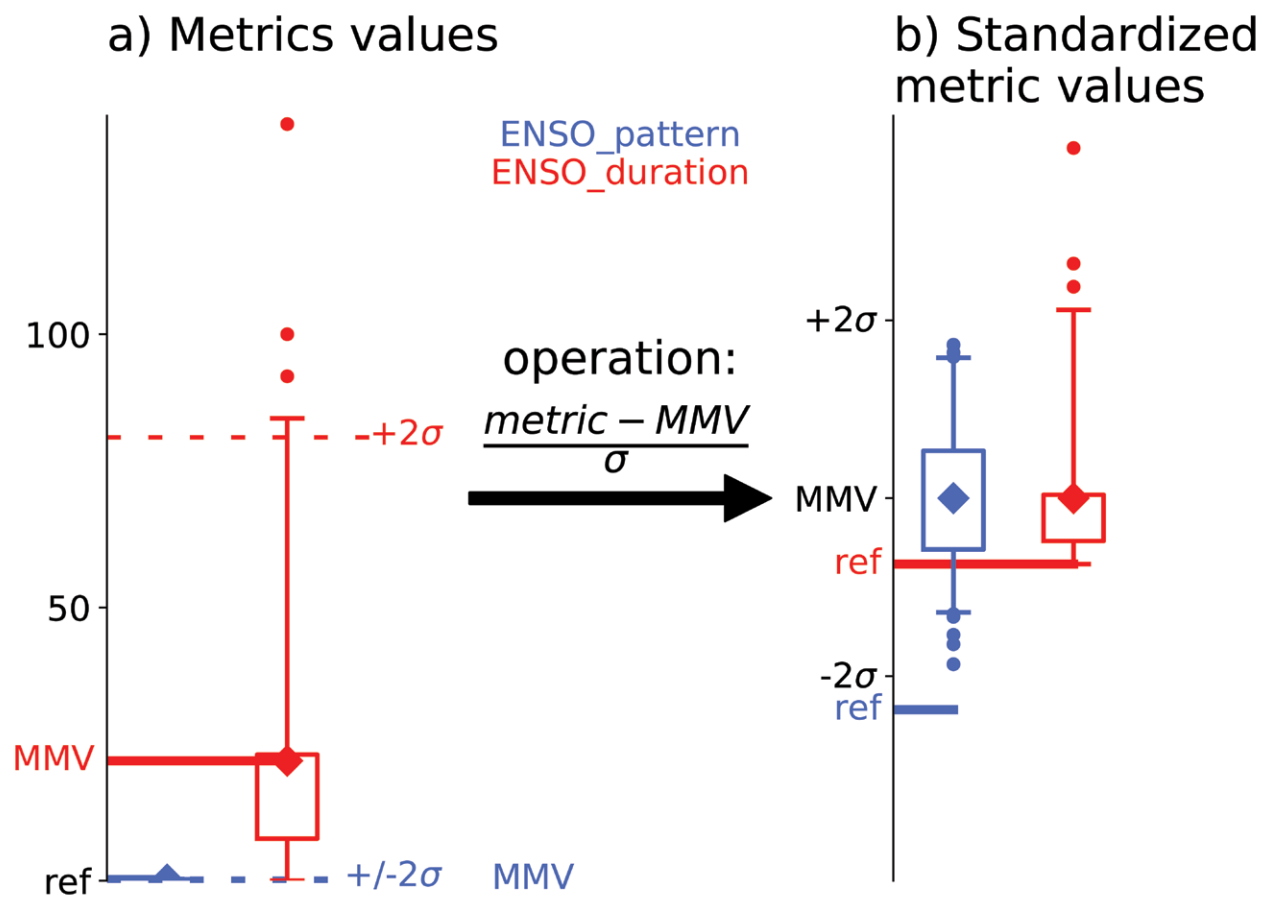 a) Metrics values
b) Standardized
metric values
ENSO_pattern
ENSO_duration
100
50
ref
+2σ
MMV
+/-2σ
MMV
operation:
metric − MMV
σ
+2σ
MMV
ref
-2σ
ref